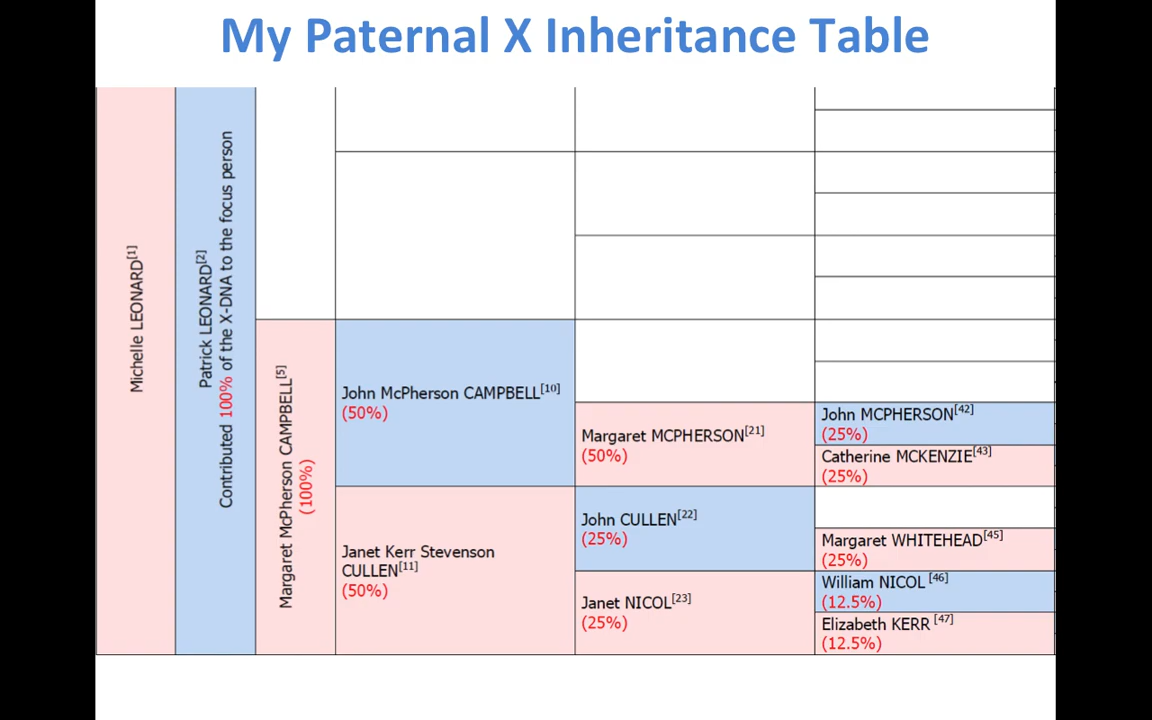 My Paternal X Inheritance Table
Michelle LEONARD[1]
Patrick LEONARD[2]
Contributed 100% of the X-DNA to the focus person
Margaret McPherson CAMPBELL[5]
(100%)
John McPherson CAMPBELL[10]
(50%)
Janet Kerr Stevenson
CULLEN[11]
(50%)
Margaret MCPHERSON[21]
(50%)
John CULLEN[22]
(25%)
Janet NICOL[23]
(25%)
John MCPHERSON[42]
(25%)
Catherine MCKENZIE[43]
(25%)
Margaret WHITEHEAD[45]
(25%)
William NICOL [46]
(12.5%)
Elizabeth KERR [47]
(12.5%)